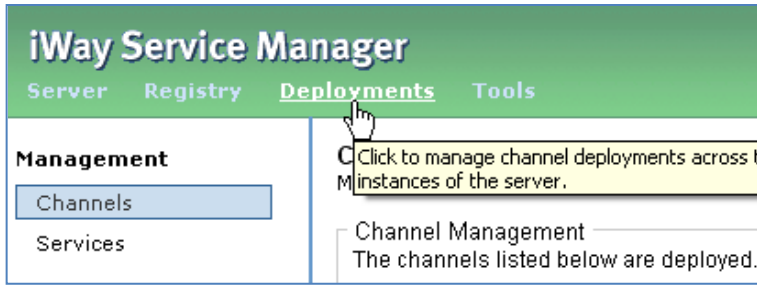 iWay Service Manager
Server Registry Deployments Tools
Management
Channels
Services
C
Click to manage channel deployments across
M
instances of the server.
Channel Management
The channels listed below are deployed.